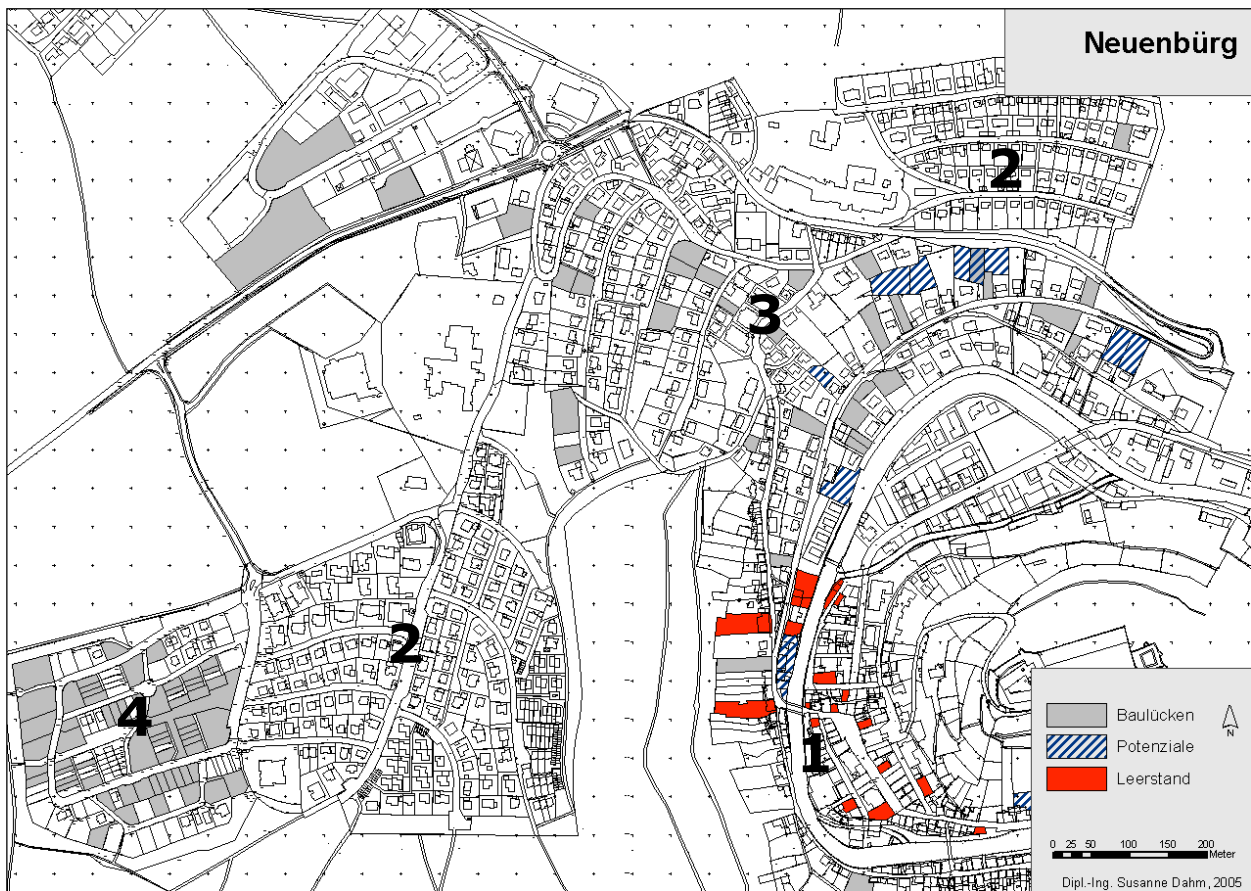 Neuenbürg
2
3
2
4
1
Baulücken
Potenziale
Leerstand
N
0 25 50 100 150 200
Meter
Dipl.-Ing. Susanne Dahm, 2005